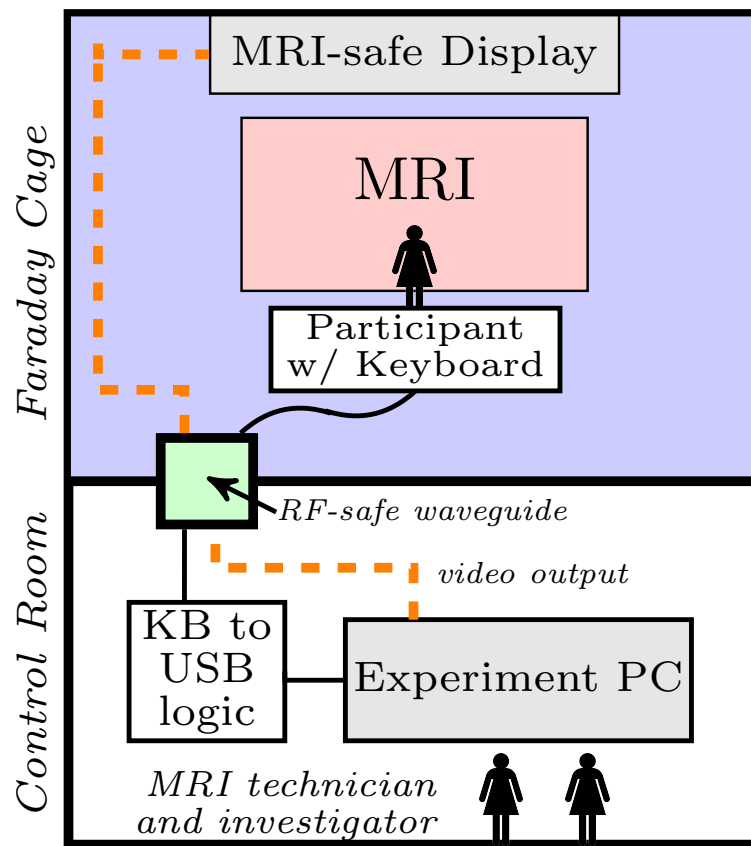 MRI-safe Display
MRI
Participant
w/ Keyboard
Faraday Cage
RF-safe waveguide
video output
KB to
USB
logic
Experiment PC
Control Room
MRI technician
and investigator